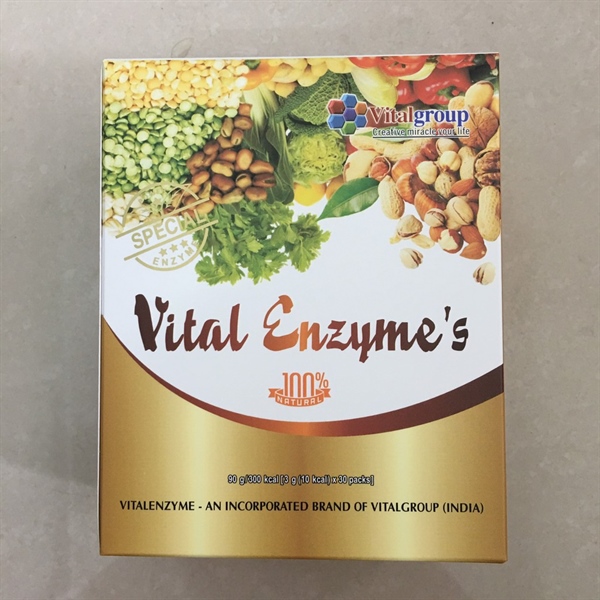 Vitalgroup
Creative miracle your life
SPECIAL
ENZYM
Vital Enzyme's
100%
NATURAL
90 g/300 kcal [3 g (10 kcal) x 30 packs]
VITALENZYME - AN INCORPORATED BRAND OF VITALGROUP (INDIA)